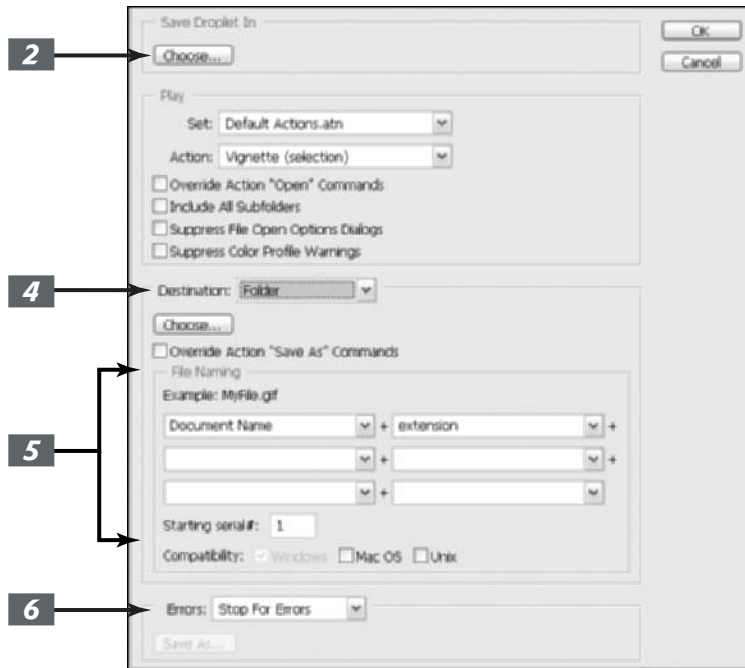 Save Droplet In
OK
2
Choose...
Cancel
Play
Set: Default Actions.atn
Action: Vignette (selection)
Override Action "Open" Commands
Include All Subfolders
Suppress File Open Options Dialogs
Suppress Color Profile Warnings
4
Destination: Folder
Choose...
Override Action "Save As" Commands
File Naming
Example: MyFile.gif
Document Name + extension +
5
+ +
+
Starting serial#: 1
Compatibility: Windows Mac OS Unix
6
Errors: Stop For Errors
Save As...